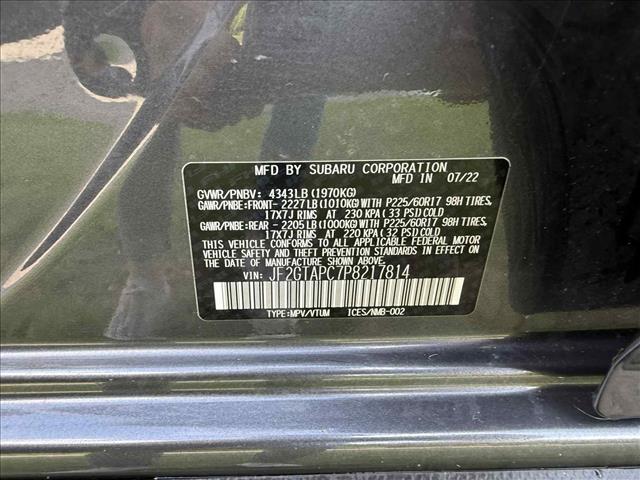 MFD BY SUBARU CORPORATION
MFD IN 07/22
GVWR/PNBV: 4343LB(1970KG)
GAWR/PNBE:FRONT- 2227LB(1010KG)WITH P225/60R17 98H TIRES,
17X7J RIMS AT 230 KPA(33 PSI)COLD
GAWR/PNBE:REAR - 2205LB(1000KG)WITH P225/60R17 98H TIRES,
17X7J RIMS AT 220 KPA(32 PSI)COLD
THIS VEHICLE CONFORMS TO ALL APPLICABLE FEDERAL MOTOR
VEHICLE SAFETY AND THEFT PREVENTION STANDARDS IN EFFECT
ON THE DATE OF MANUFACTURE SHOWN ABOVE.
VIN: JF2GTAPC7P8217814
TYPE:MPV/VTUM ICES/NMB-002